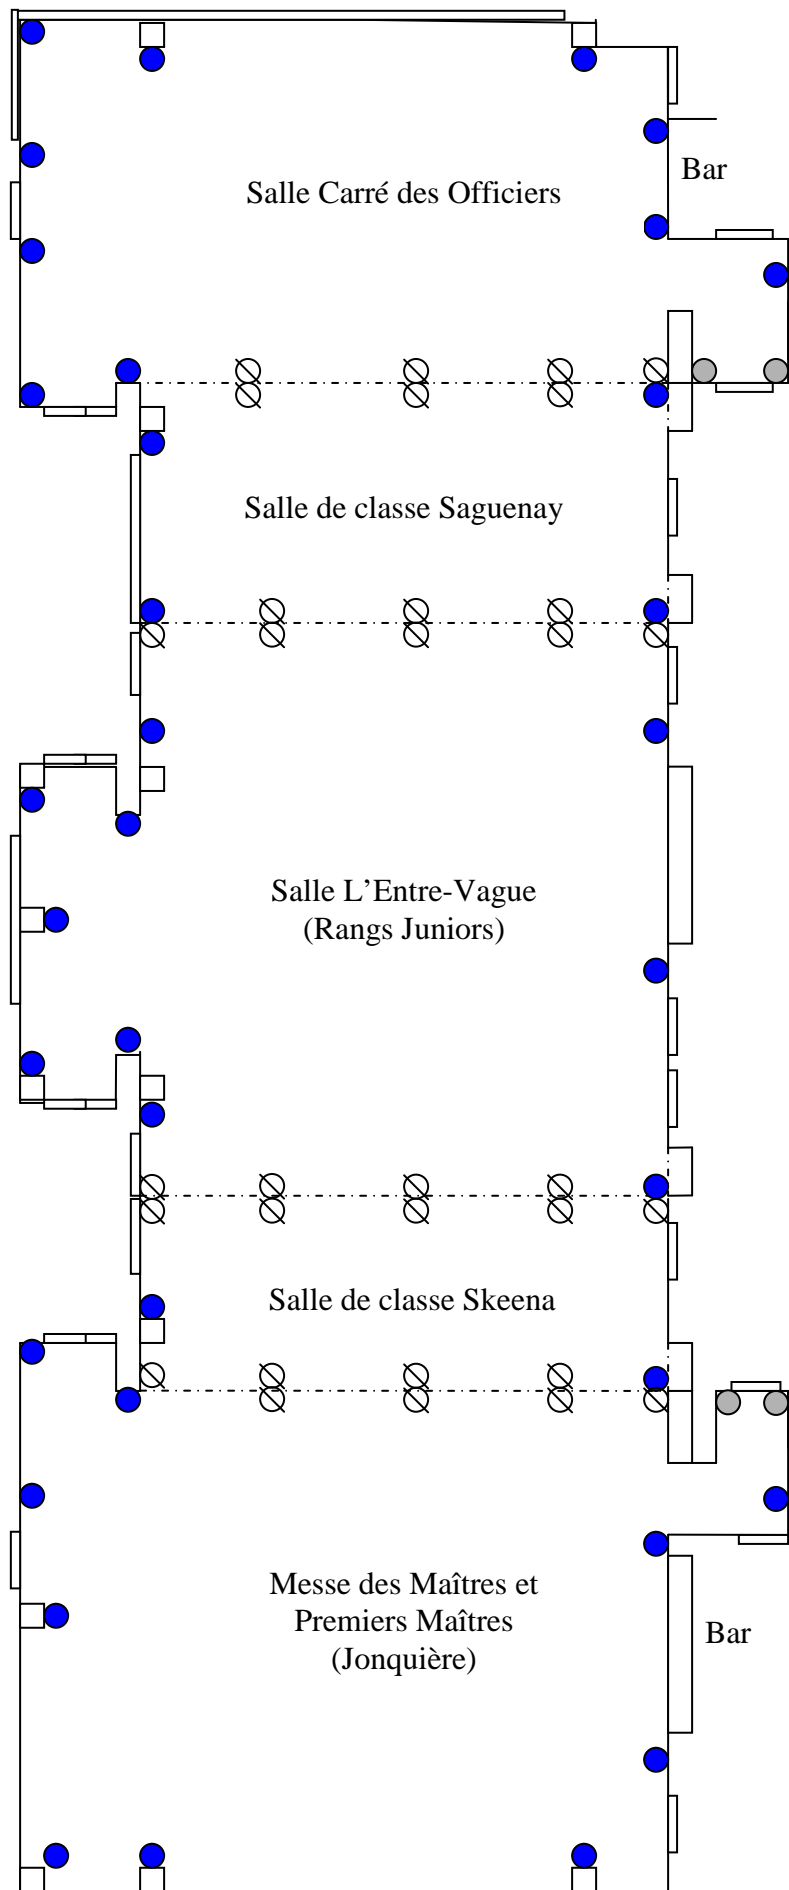 Bar
Salle Carré des Officiers
Salle de classe Saguenay
Salle L'Entre-Vague
(Rangs Juniors)
Salle de classe Skeena
Messe des Maîtres et
Premiers Maîtres
(Jonquière)
Bar